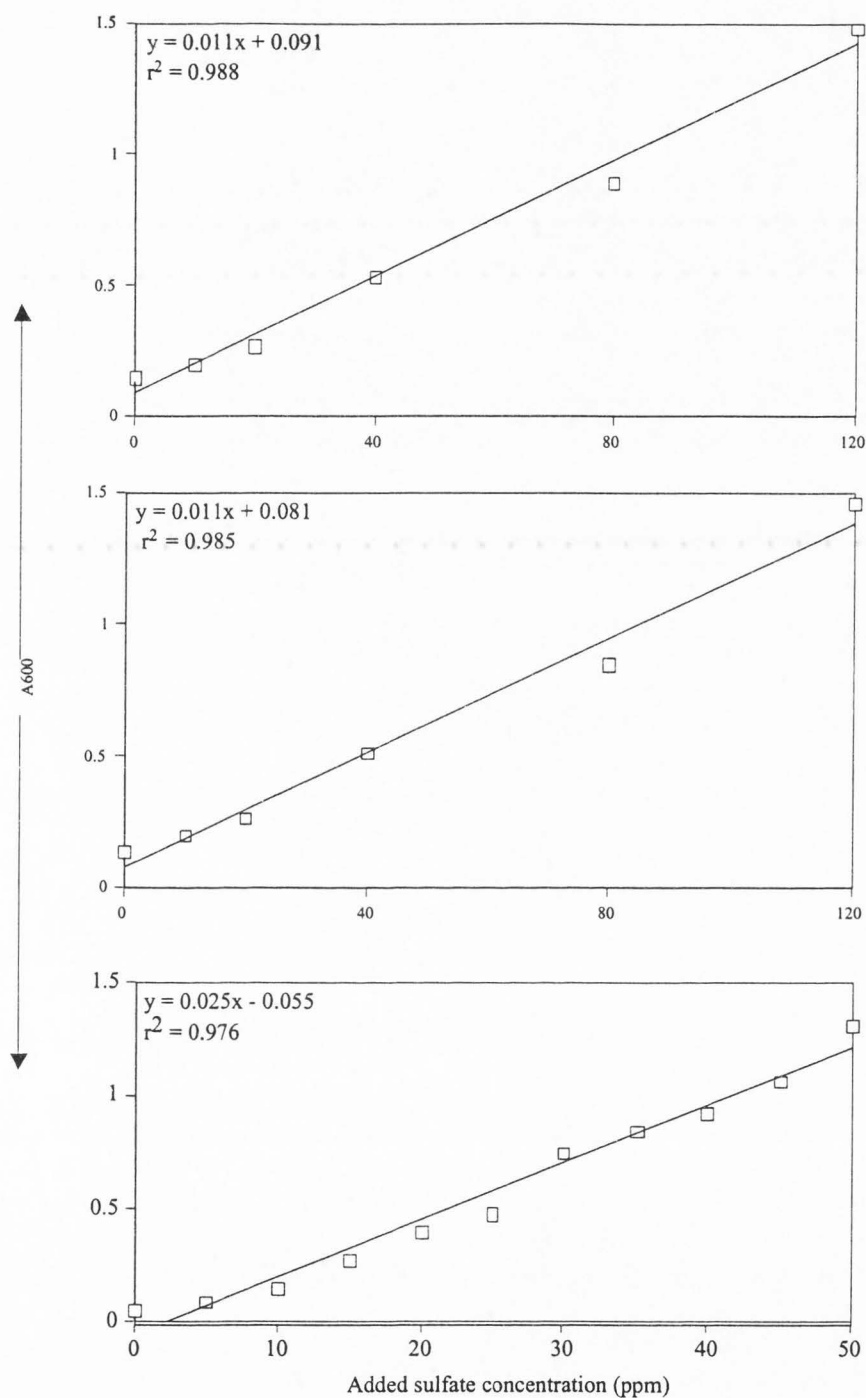 y = 0.011x + 0.091
r² = 0.988
1.5
1
0.5
0
0 40 80 120
y = 0.011x + 0.081
r² = 0.985
1.5
1
0.5
0
0 40 80 120
A600
y = 0.025x - 0.055
r² = 0.976
1.5
1
0.5
0
0 10 20 30 40 50
Added sulfate concentration (ppm)